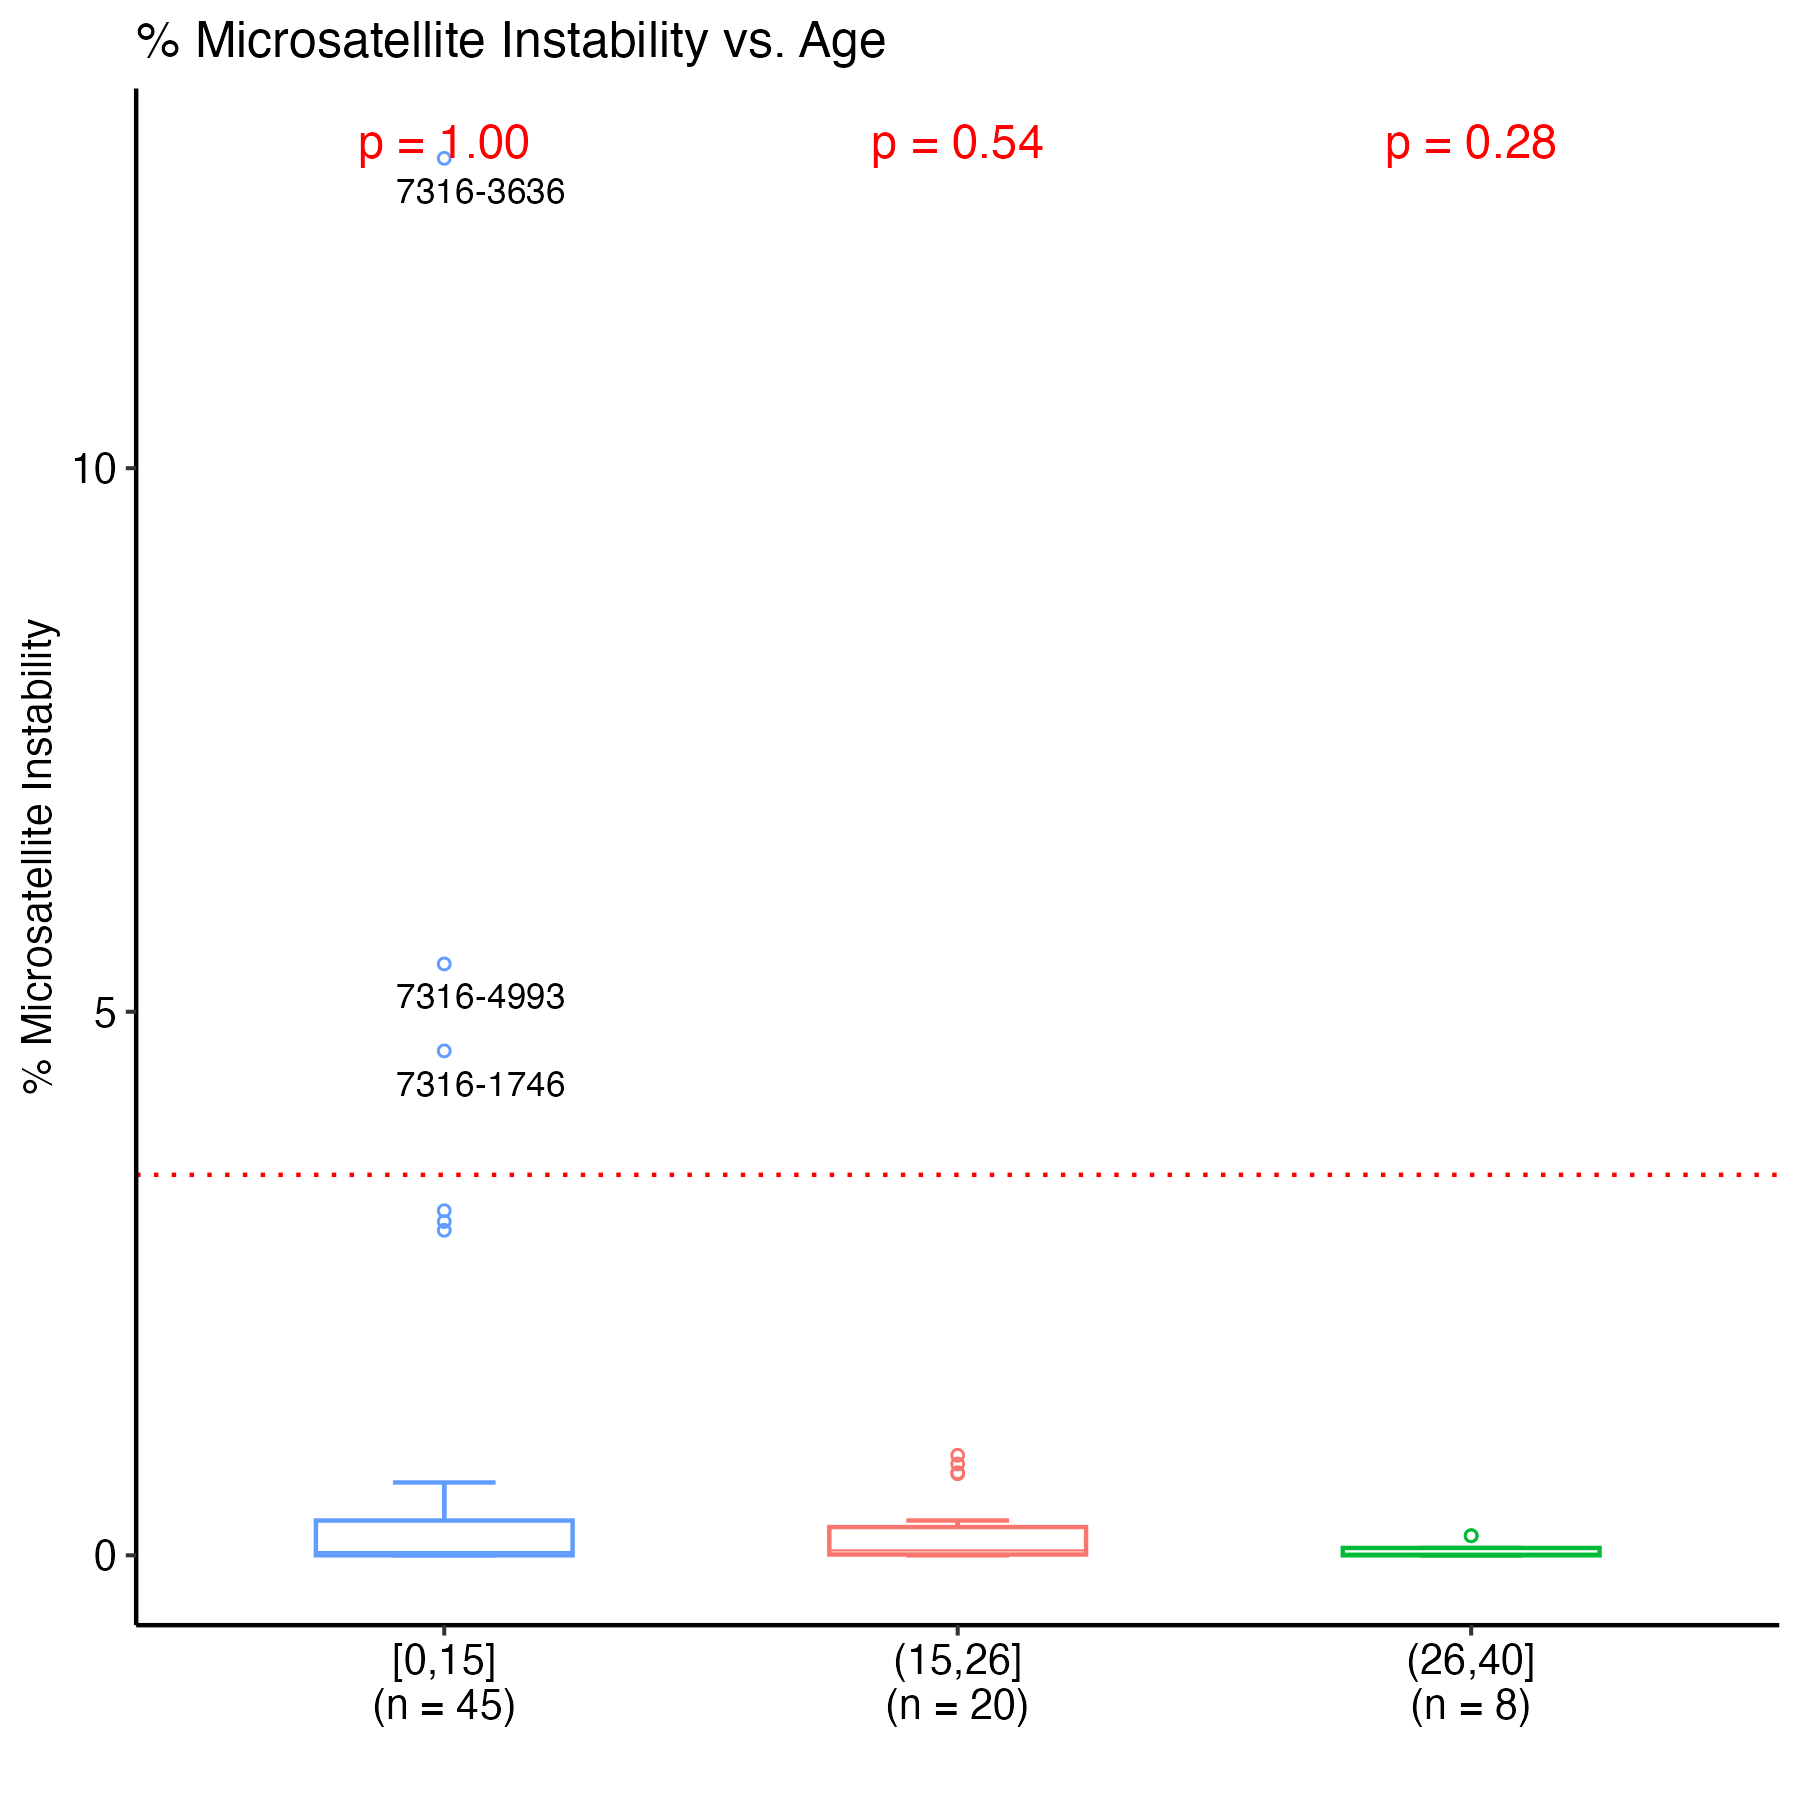 % Microsatellite Instability vs. Age
p = 1.00
p = 0.54
p = 0.28
7316-3636
10
7316-4993
5
7316-1746
0
% Microsatellite Instability
[0,15]
(n = 45)
(15,26]
(n = 20)
(26,40]
(n = 8)